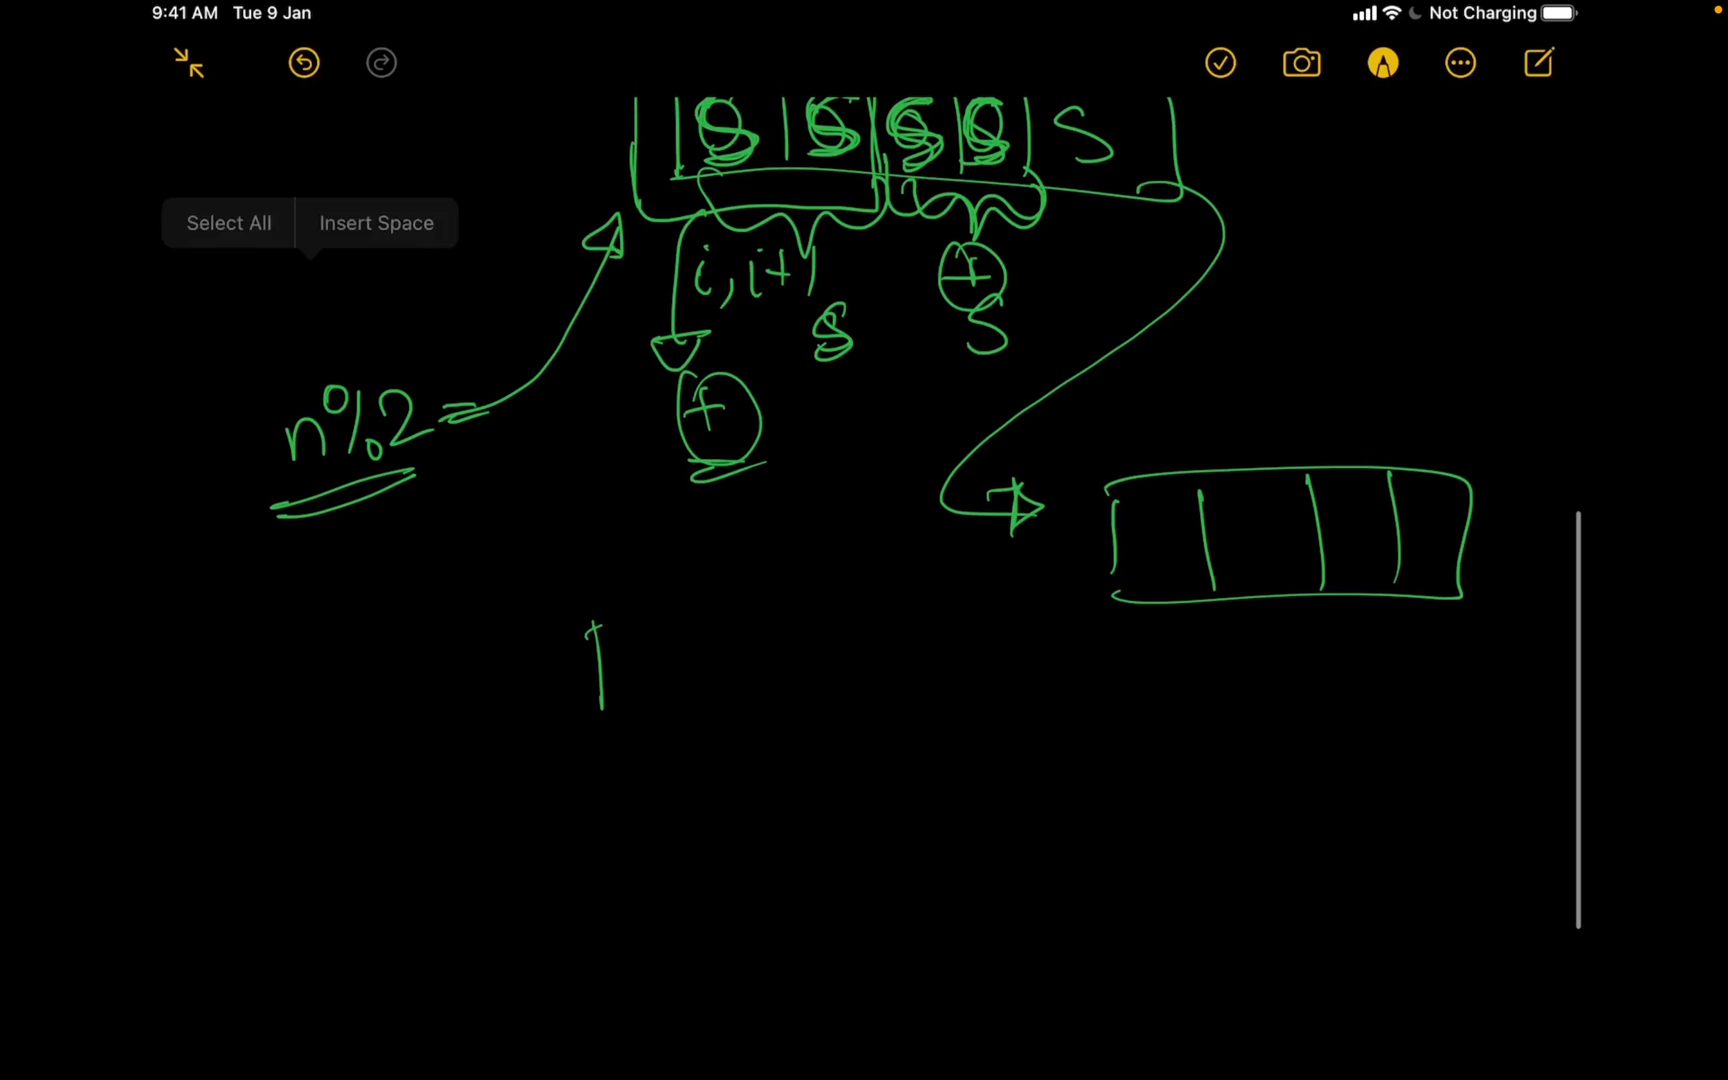 9:41 AM Tue 9 Jan
Not Charging
S
Select All
Insert Space
i, i+1
+
S
S
n%2=
+